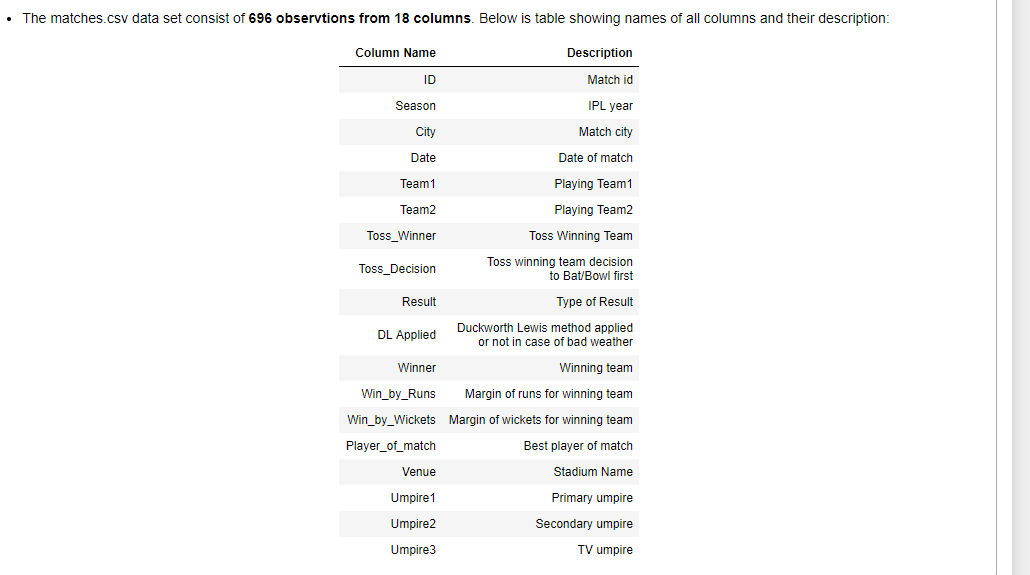 • The matches.csv data set consist of 696 observtions from 18 columns. Below is table showing names of all columns and their description:
Column Name Description
ID Match id
Season IPL year
City Match city
Date Date of match
Team1 Playing Team1
Team2 Playing Team2
Toss_Winner Toss Winning Team
Toss_Decision Toss winning team decision
to Bat/Bowl first
Result Type of Result
DL Applied Duckworth Lewis method applied
or not in case of bad weather
Winner Winning team
Win_by_Runs Margin of runs for winning team
Win_by_Wickets Margin of wickets for winning team
Player_of_match Best player of match
Venue Stadium Name
Umpire1 Primary umpire
Umpire2 Secondary umpire
Umpire3 TV umpire